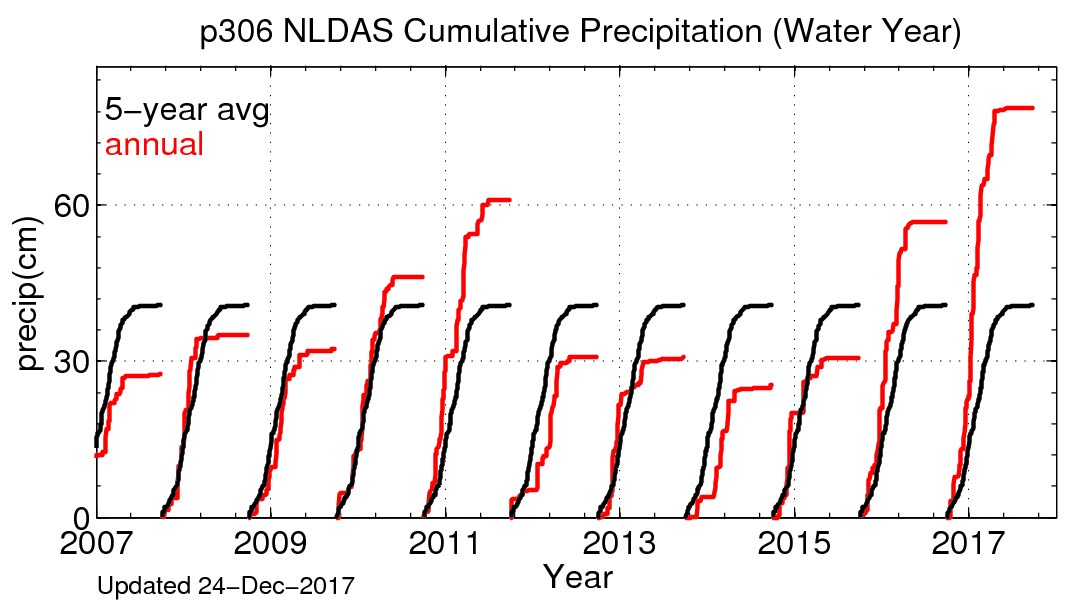 p306 NLDAS Cumulative Precipitation (Water Year)
5−year avg
annual
precip(cm)
60
30
0
2007 2009 2011 2013 2015 2017
Year
Updated 24−Dec−2017